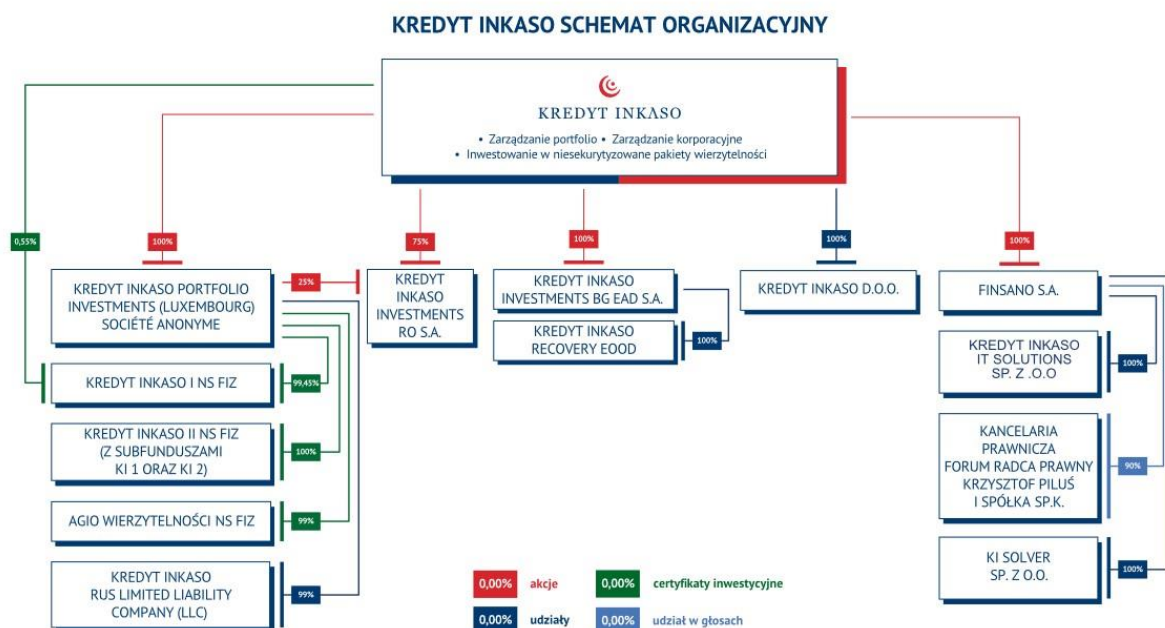 KREDYT INKASO SCHEMAT ORGANIZACYJNY
KREDYT INKASO
• Zarządzanie portfolio • Zarządzanie korporacyjne
• Inwestowanie w niesekurytyzowane pakiety wierzytelności
0,55%
100%
75%
100%
100%
100%
KREDYT INKASO PORTFOLIO
INVESTMENTS (LUXEMBOURG)
SOCIÉTÉ ANONYME
25%
KREDYT
INKASO
INVESTMENTS
RO S.A.
KREDYT INKASO
INVESTMENTS BG EAD S.A.
KREDYT INKASO
RECOVERY EOOD
100%
KREDYT INKASO D.O.O.
FINSANO S.A.
KREDYT INKASO I NS FIZ
99,45%
KREDYT INKASO
IT SOLUTIONS
SP. Z .O.O
100%
KREDYT INKASO II NS FIZ
(Z SUBFUNDUSZAMI
KI 1 ORAZ KI 2)
100%
KANCELARIA
PRAWNICZA
FORUM RADCA PRAWNY
KRZYSZTOF PILUŚ
I SPÓŁKA SP.K.
90%
AGIO WIERZYTELNOŚCI NS FIZ
99%
KREDYT INKASO
RUS LIMITED LIABILITY
COMPANY (LLC)
99%
KI SOLVER
SP. Z O.O.
100%
0,00% akcje
0,00% certyfikaty inwestycyjne
0,00% udziały
0,00% udział w głosach